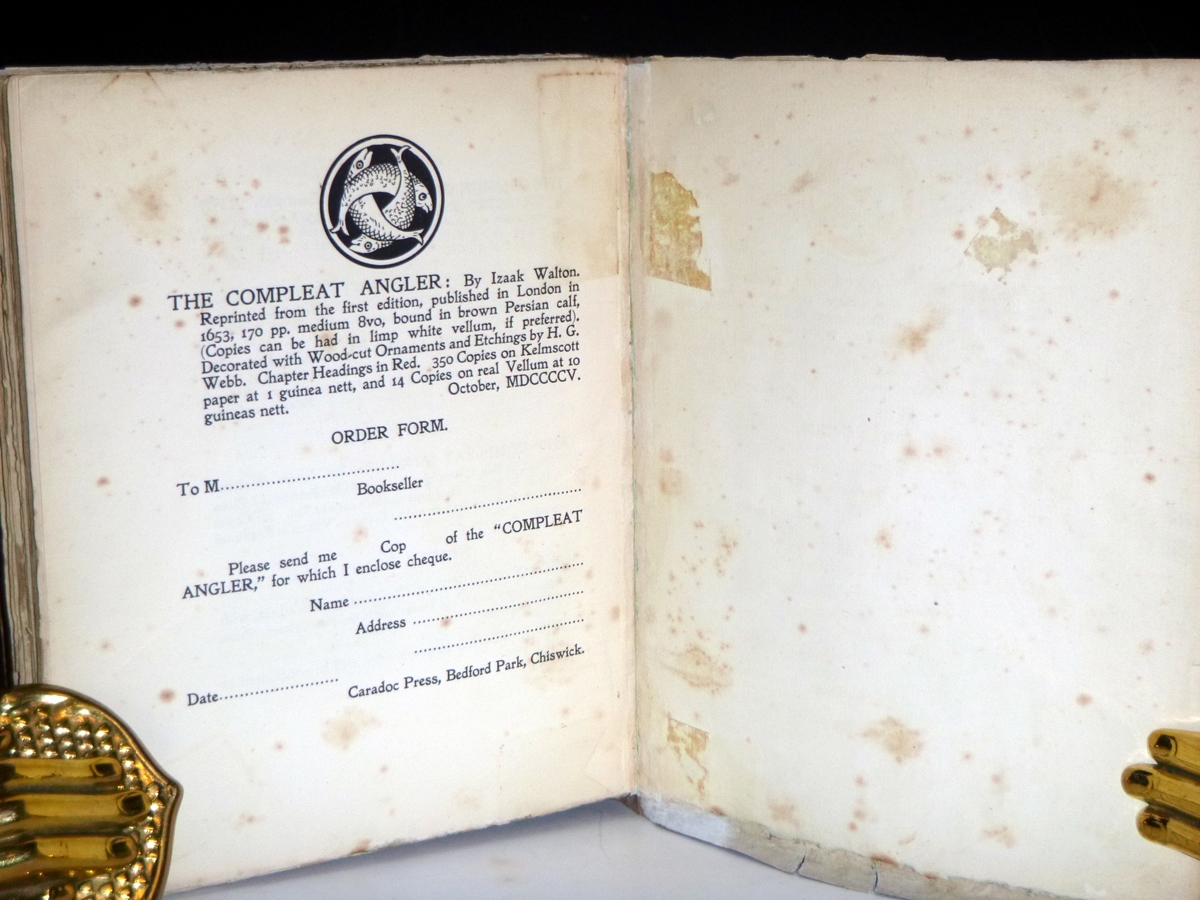 THE COMPLEAT ANGLER: By Izaak Walton.
Reprinted from the first edition, published in London in
1653, 170 pp. medium 8vo, bound in brown Persian calf,
(Copies can be had in limp white vellum, if preferred).
Decorated with Wood-cut Ornaments and Etchings by H. G.
Webb. Chapter Headings in Red. 350 Copies on Kelmscott
paper at 1 guinea nett, and 14 Copies on real Vellum at 10
guineas nett. October, MDCCCCV.
ORDER FORM.
To M......................................
Bookseller
......................................
Please send me Cop of the "COMPLEAT
ANGLER," for which I enclose cheque.
Name ..............................................
Address ..................................
..................................
Date........................ Caradoc Press, Bedford Park, Chiswick.